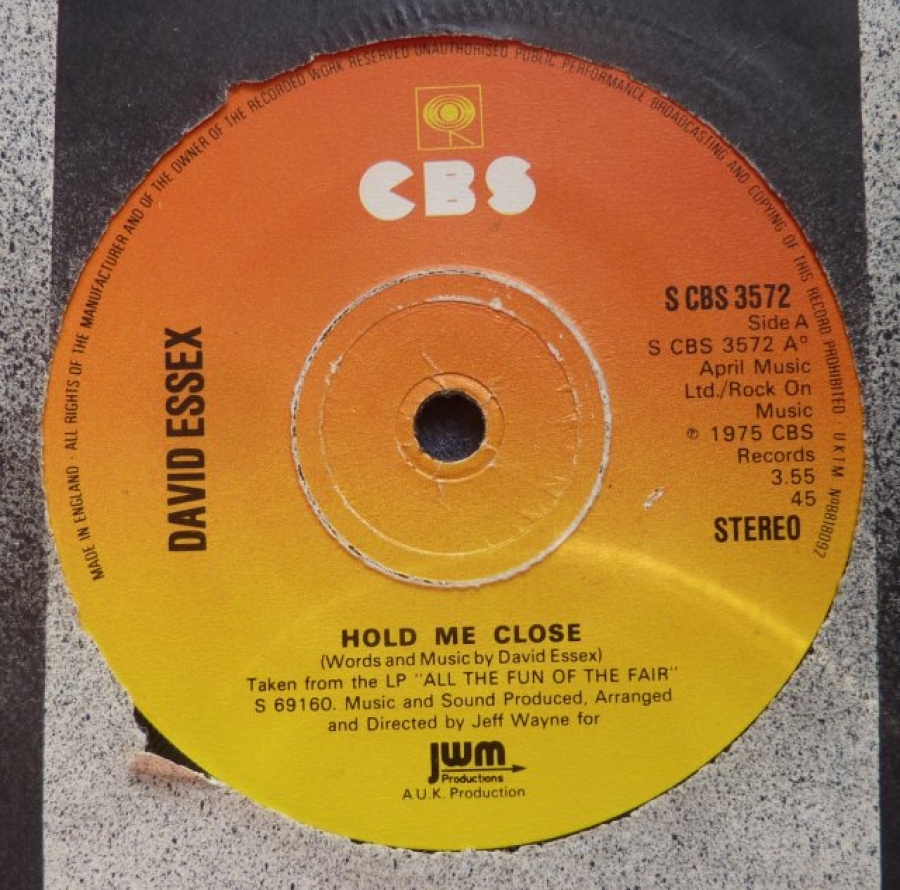 MADE IN ENGLAND · ALL RIGHTS OF THE MANUFACTURER AND OF THE OWNER OF THE RECORDED WORK RESERVED UNAUTHORISED PUBLIC PERFORMANCE BROADCASTING AND COPYING OF THIS RECORD PROHIBITED · U.K.T.M. Nº B818092
CBS
DAVID ESSEX
S CBS 3572
Side A
S CBS 3572 A°
April Music
Ltd./Rock On
Music
℗ 1975 CBS
Records
3.55
45
STEREO
HOLD ME CLOSE
(Words and Music by David Essex)
Taken from the LP "ALL THE FUN OF THE FAIR"
S 69160. Music and Sound Produced, Arranged
and Directed by Jeff Wayne for
jwm
Productions
A U.K. Production